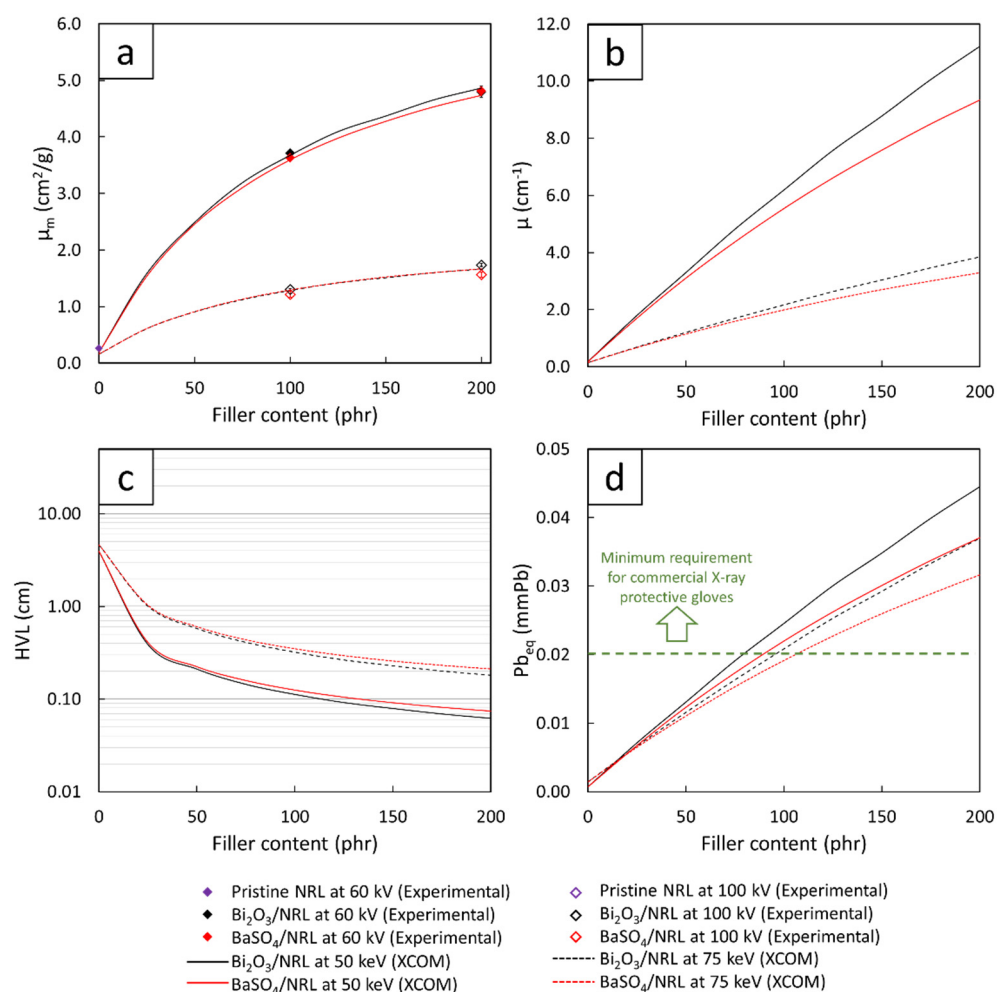 a
6.0
5.0
4.0
3.0
2.0
1.0
0.0
μm (cm²/g)
0 50 100 150 200
Filler content (phr)
b
12.0
10.0
8.0
6.0
4.0
2.0
0.0
μ (cm⁻¹)
0 50 100 150 200
Filler content (phr)
c
10.00
1.00
0.10
0.01
HVL (cm)
0 50 100 150 200
Filler content (phr)
d
0.05
0.04
0.03
0.02
0.01
0.00
Pbeq (mmPb)
Minimum requirement
for commercial X-ray
protective gloves
0 50 100 150 200
Filler content (phr)
Pristine NRL at 60 kV (Experimental)
Bi₂O₃/NRL at 60 kV (Experimental)
BaSO₄/NRL at 60 kV (Experimental)
Bi₂O₃/NRL at 50 keV (XCOM)
BaSO₄/NRL at 50 keV (XCOM)
Pristine NRL at 100 kV (Experimental)
Bi₂O₃/NRL at 100 kV (Experimental)
BaSO₄/NRL at 100 kV (Experimental)
Bi₂O₃/NRL at 75 keV (XCOM)
BaSO₄/NRL at 75 keV (XCOM)